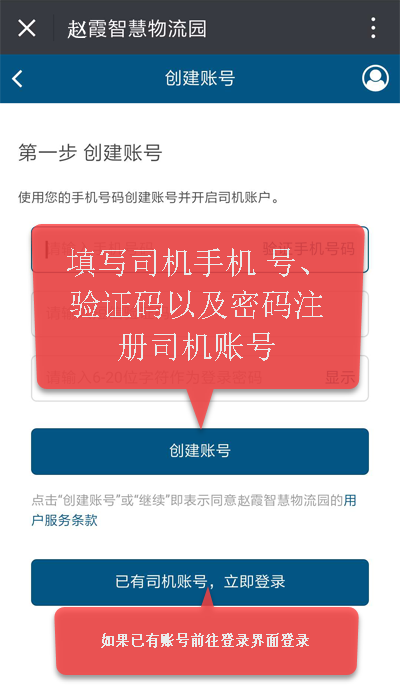 赵霞智慧物流园
创建账号
第一步 创建账号
使用您的手机号码创建账号并开启司机账户。
验证手机号码
填写司机手机 号、
验证码以及密码注
册司机账号
请输入6-20位字符作为登录密码 显示
创建账号
点击“创建账号”或“继续”即表示同意赵霞智慧物流园的用
户服务条款
已有司机账号，立即登录
如果已有账号前往登录界面登录